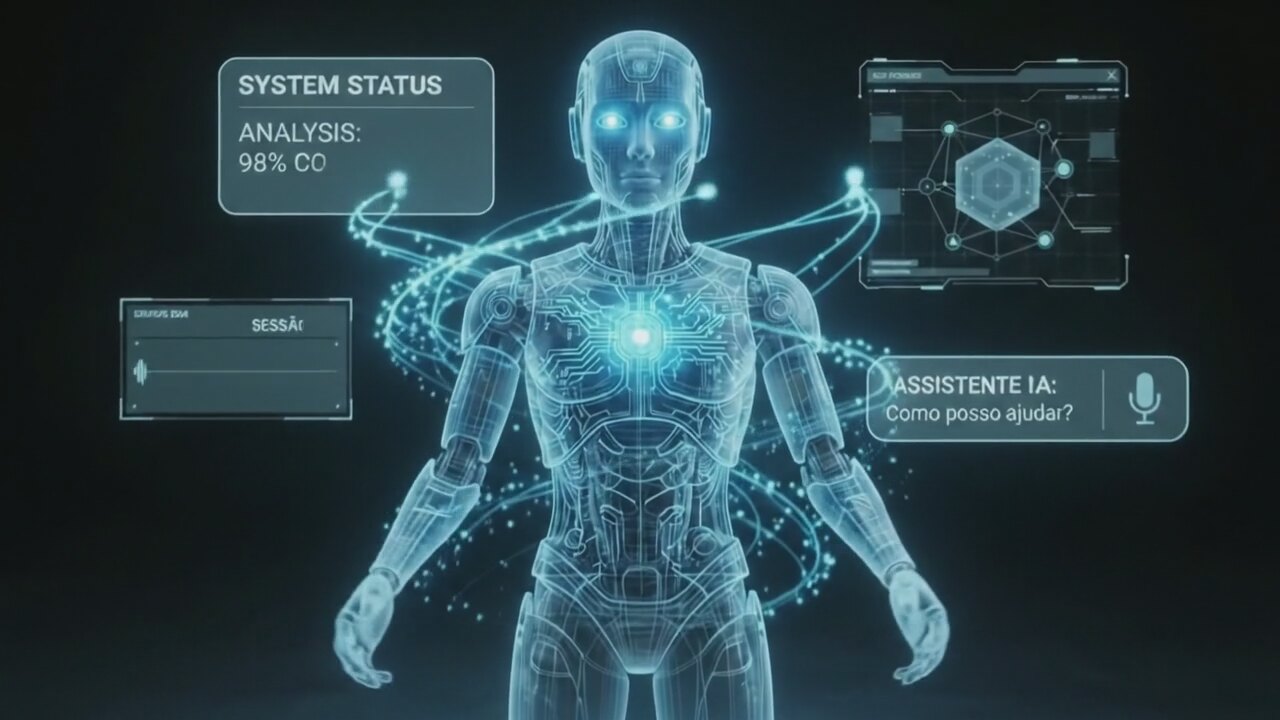 SYSTEM STATUS
ANALYSIS:
98% CO
SESSÃ
ASSISTENTE IA:
Como posso ajudar?